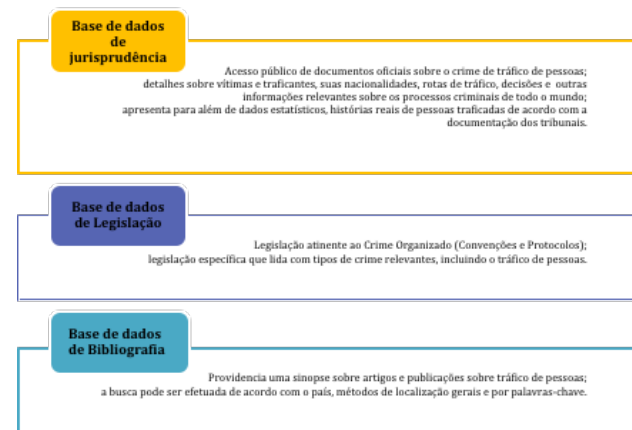 Base de dados
de
jurisprudência
Acesso público de documentos oficiais sobre o crime de tráfico de pessoas;
detalhes sobre vítimas e traficantes, suas nacionalidades, rotas de tráfico, decisões e outras
informações relevantes sobre os processos criminais de todo o mundo;
apresenta para além de dados estatísticos, histórias reais de pessoas traficadas de acordo com a
documentação dos tribunais.
Base de dados
de Legislação
Legislação atinente ao Crime Organizado (Convenções e Protocolos);
legislação específica que lida com tipos de crime relevantes, incluindo o tráfico de pessoas.
Base de dados
de Bibliografia
Providencia uma sinopse sobre artigos e publicações sobre tráfico de pessoas;
a busca pode ser efetuada de acordo com o país, métodos de localização gerais e por palavras-chave.